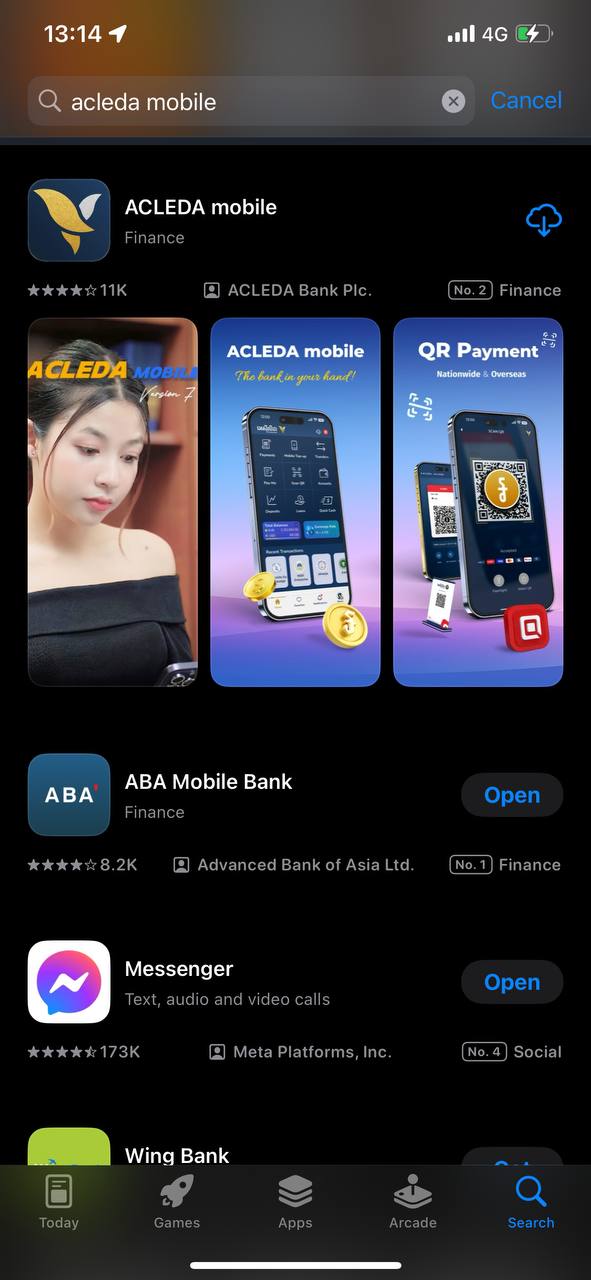 13:14
4G
acleda mobile
Cancel
ACLEDA mobile
Finance
11K
ACLEDA Bank Plc.
No. 2 Finance
ACLEDA MOBILE
Version 7
ACLEDA mobile
The bank in your hand!
QR Payment
Nationwide & Overseas
ABA'
ABA Mobile Bank
Finance
Open
8.2K
Advanced Bank of Asia Ltd.
No. 1 Finance
Messenger
Text, audio and video calls
Open
173K
Meta Platforms, Inc.
No. 4 Social
Wing Bank
Today
Games
Apps
Arcade
Search